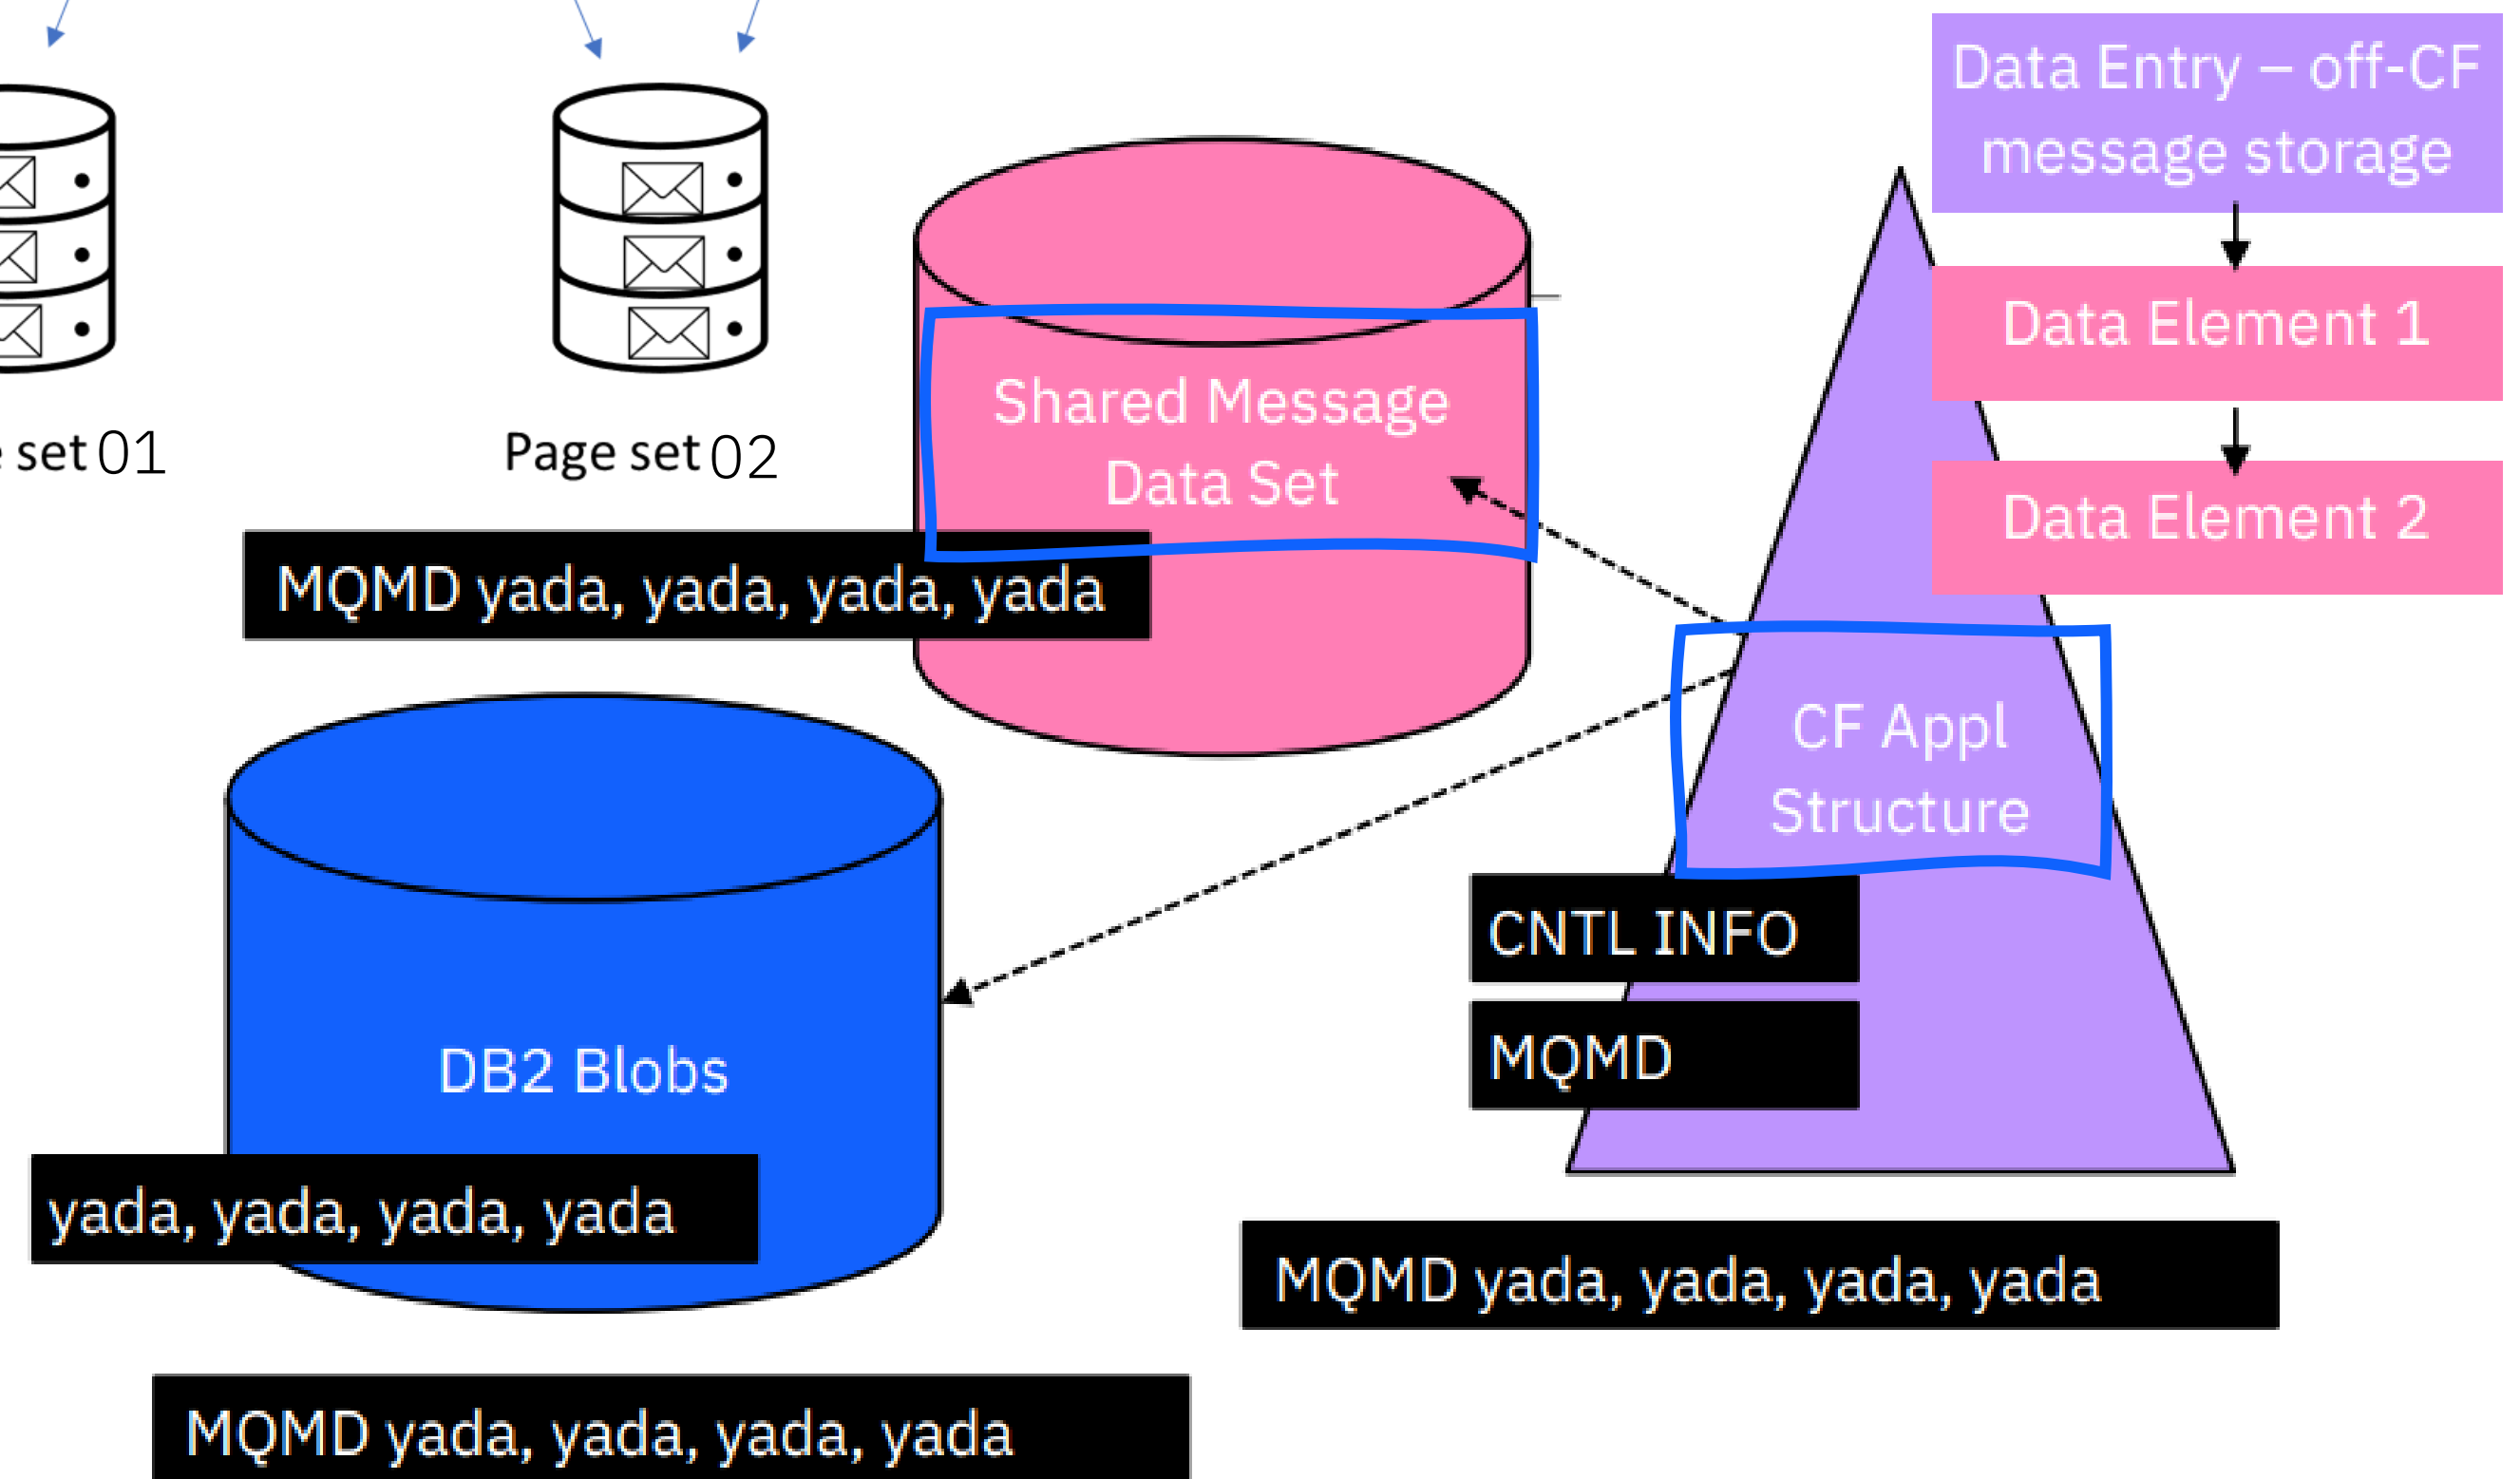 Data Entry – off-CF
message storage
Data Element 1
Data Element 2
set 01
Page set 02
Shared Message
Data Set
MQMD yada, yada, yada, yada
CF Appl
Structure
CNTL INFO
MQMD
DB2 Blobs
yada, yada, yada, yada
MQMD yada, yada, yada, yada
MQMD yada, yada, yada, yada